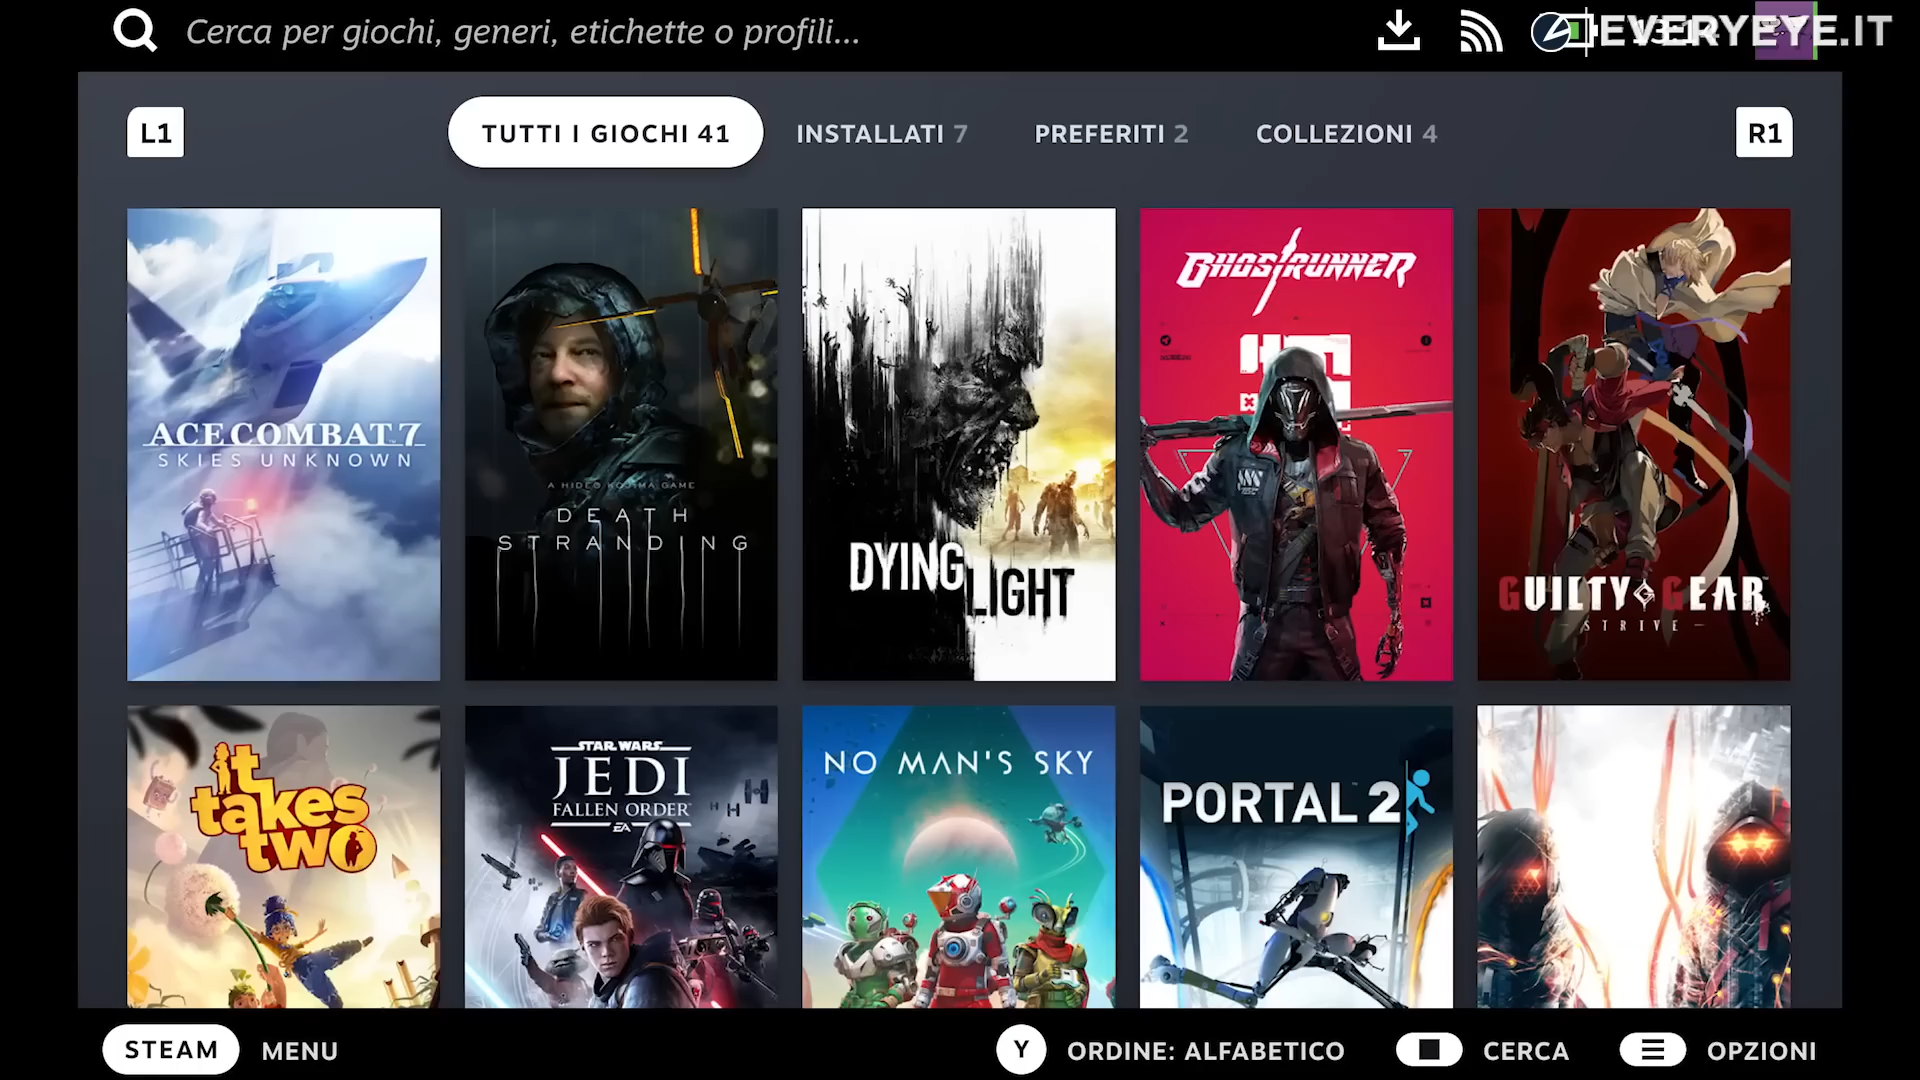 Cerca per giochi, generi, etichette o profili...
EVERYEYE.IT
L1
TUTTI I GIOCHI 41
INSTALLATI 7
PREFERITI 2
COLLEZIONI 4
R1
ACE COMBAT 7
SKIES UNKNOWN
A HIDEO KOJIMA GAME
DEATH
STRANDING
DYING
LIGHT
GHOSTRUNNER
GUILTY GEAR
STRIVE
it
takes
two
STAR WARS
JEDI
FALLEN ORDER
EA
NO MAN'S SKY
PORTAL 2
STEAM
MENU
Y
ORDINE: ALFABETICO
CERCA
OPZIONI